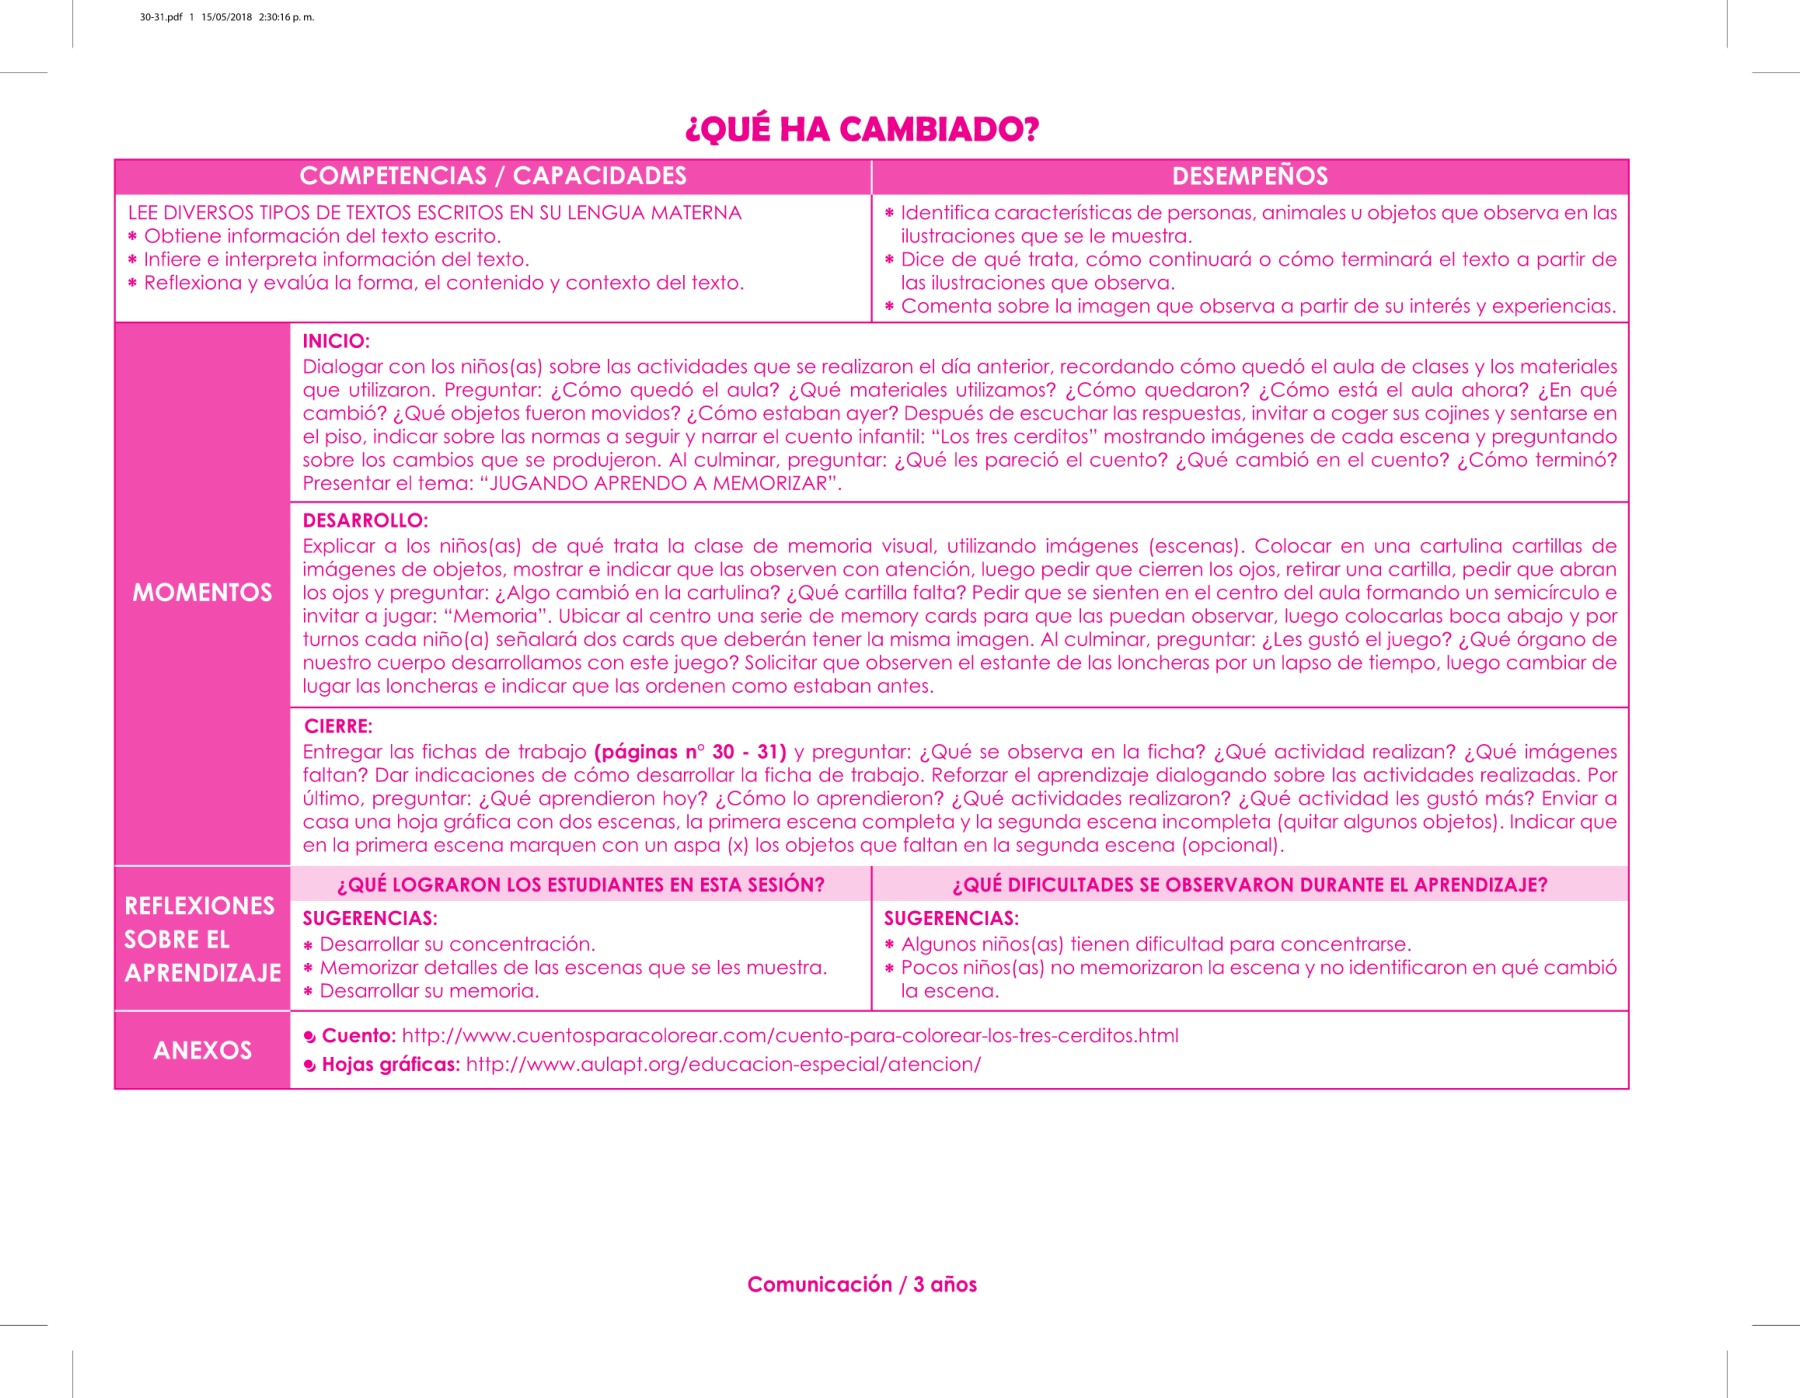 30-31.pdf 1 15/05/2018 2:30:16 p. m.
¿QUÉ HA CAMBIADO?
COMPETENCIAS / CAPACIDADES
DESEMPEÑOS
LEE DIVERSOS TIPOS DE TEXTOS ESCRITOS EN SU LENGUA MATERNA
* Obtiene información del texto escrito.
* Infiere e interpreta información del texto.
* Reflexiona y evalúa la forma, el contenido y contexto del texto.
* Identifica características de personas, animales u objetos que observa en las
ilustraciones que se le muestra.
* Dice de qué trata, cómo continuará o cómo terminará el texto a partir de
las ilustraciones que observa.
* Comenta sobre la imagen que observa a partir de su interés y experiencias.
MOMENTOS
INICIO:
Dialogar con los niños(as) sobre las actividades que se realizaron el día anterior, recordando cómo quedó el aula de clases y los materiales
que utilizaron. Preguntar: ¿Cómo quedó el aula? ¿Qué materiales utilizamos? ¿Cómo quedaron? ¿Cómo está el aula ahora? ¿En qué
cambió? ¿Qué objetos fueron movidos? ¿Cómo estaban ayer? Después de escuchar las respuestas, invitar a coger sus cojines y sentarse en
el piso, indicar sobre las normas a seguir y narrar el cuento infantil: “Los tres cerditos” mostrando imágenes de cada escena y preguntando
sobre los cambios que se produjeron. Al culminar, preguntar: ¿Qué les pareció el cuento? ¿Qué cambió en el cuento? ¿Cómo terminó?
Presentar el tema: “JUGANDO APRENDO A MEMORIZAR”.
DESARROLLO:
Explicar a los niños(as) de qué trata la clase de memoria visual, utilizando imágenes (escenas). Colocar en una cartulina cartillas de
imágenes de objetos, mostrar e indicar que las observen con atención, luego pedir que cierren los ojos, retirar una cartilla, pedir que abran
los ojos y preguntar: ¿Algo cambió en la cartulina? ¿Qué cartilla falta? Pedir que se sienten en el centro del aula formando un semicírculo e
invitar a jugar: “Memoria”. Ubicar al centro una serie de memory cards para que las puedan observar, luego colocarlas boca abajo y por
turnos cada niño(a) señalará dos cards que deberán tener la misma imagen. Al culminar, preguntar: ¿Les gustó el juego? ¿Qué órgano de
nuestro cuerpo desarrollamos con este juego? Solicitar que observen el estante de las loncheras por un lapso de tiempo, luego cambiar de
lugar las loncheras e indicar que las ordenen como estaban antes.
CIERRE:
Entregar las fichas de trabajo (páginas n° 30 - 31) y preguntar: ¿Qué se observa en la ficha? ¿Qué actividad realizan? ¿Qué imágenes
faltan? Dar indicaciones de cómo desarrollar la ficha de trabajo. Reforzar el aprendizaje dialogando sobre las actividades realizadas. Por
último, preguntar: ¿Qué aprendieron hoy? ¿Cómo lo aprendieron? ¿Qué actividades realizaron? ¿Qué actividad les gustó más? Enviar a
casa una hoja gráfica con dos escenas, la primera escena completa y la segunda escena incompleta (quitar algunos objetos). Indicar que
en la primera escena marquen con un aspa (x) los objetos que faltan en la segunda escena (opcional).
REFLEXIONES
SOBRE EL
APRENDIZAJE
¿QUÉ LOGRARON LOS ESTUDIANTES EN ESTA SESIÓN?
SUGERENCIAS:
* Desarrollar su concentración.
* Memorizar detalles de las escenas que se les muestra.
* Desarrollar su memoria.
¿QUÉ DIFICULTADES SE OBSERVARON DURANTE EL APRENDIZAJE?
SUGERENCIAS:
* Algunos niños(as) tienen dificultad para concentrarse.
* Pocos niños(as) no memorizaron la escena y no identificaron en qué cambió
la escena.
ANEXOS
Cuento: http://www.cuentosparacolorear.com/cuento-para-colorear-los-tres-cerditos.html
Hojas gráficas: http://www.aulapt.org/educacion-especial/atencion/
Comunicación / 3 años